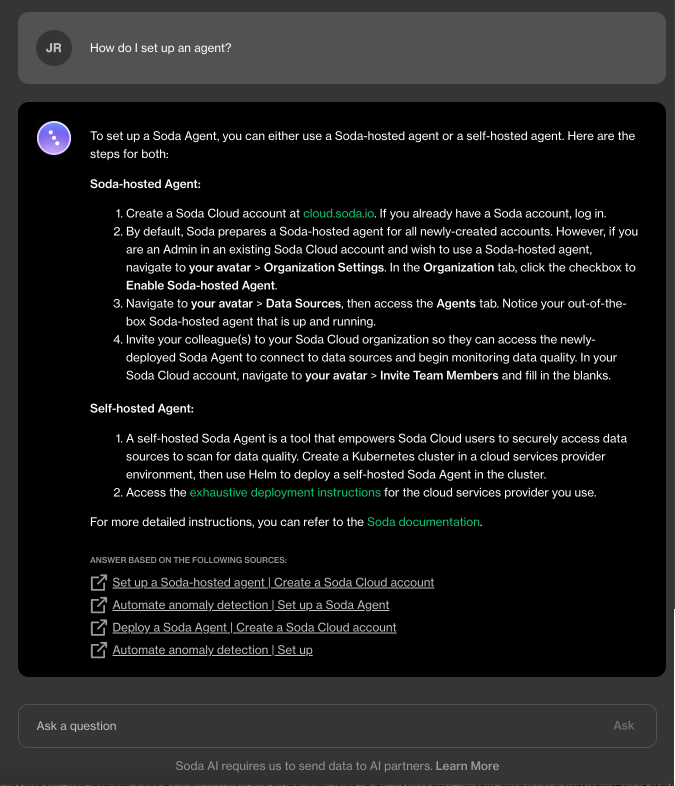 JR
How do I set up an agent?
To set up a Soda Agent, you can either use a Soda-hosted agent or a self-hosted agent. Here are the
steps for both:
Soda-hosted Agent:
1. Create a Soda Cloud account at cloud.soda.io. If you already have a Soda account, log in.
2. By default, Soda prepares a Soda-hosted agent for all newly-created accounts. However, if you
are an Admin in an existing Soda Cloud account and wish to use a Soda-hosted agent,
navigate to your avatar > Organization Settings. In the Organization tab, click the checkbox to
Enable Soda-hosted Agent.
3. Navigate to your avatar > Data Sources, then access the Agents tab. Notice your out-of-the-
box Soda-hosted agent that is up and running.
4. Invite your colleague(s) to your Soda Cloud organization so they can access the newly-
deployed Soda Agent to connect to data sources and begin monitoring data quality. In your
Soda Cloud account, navigate to your avatar > Invite Team Members and fill in the blanks.
Self-hosted Agent:
1. A self-hosted Soda Agent is a tool that empowers Soda Cloud users to securely access data
sources to scan for data quality. Create a Kubernetes cluster in a cloud services provider
environment, then use Helm to deploy a self-hosted Soda Agent in the cluster.
2. Access the exhaustive deployment instructions for the cloud services provider you use.
For more detailed instructions, you can refer to the Soda documentation.
ANSWER BASED ON THE FOLLOWING SOURCES:
Set up a Soda-hosted agent | Create a Soda Cloud account
Automate anomaly detection | Set up a Soda Agent
Deploy a Soda Agent | Create a Soda Cloud account
Automate anomaly detection | Set up
Ask a question
Ask
Soda AI requires us to send data to AI partners. Learn More